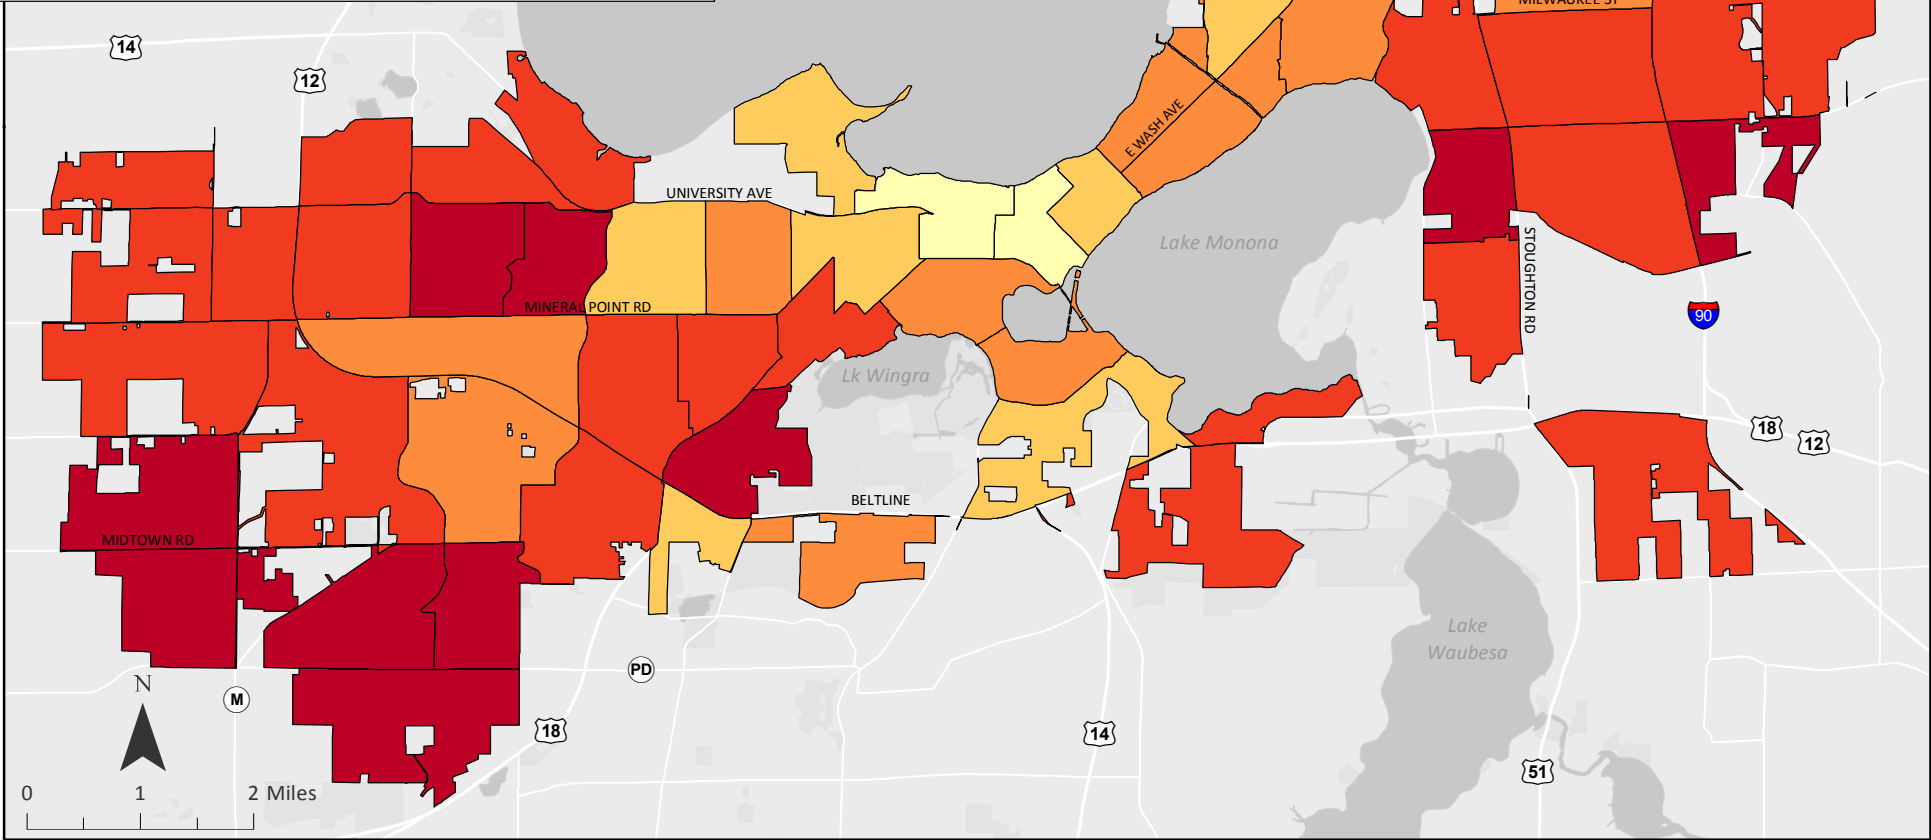 MILWAUKEE ST
14
12
E WASH AVE
UNIVERSITY AVE
Lake Monona
STOUGHTON RD
MINERAL POINT RD
90
Lk Wingra
18
12
BELTLINE
MIDTOWN RD
Lake
Waubesa
PD
N
M
18
14
51
0 1 2 Miles